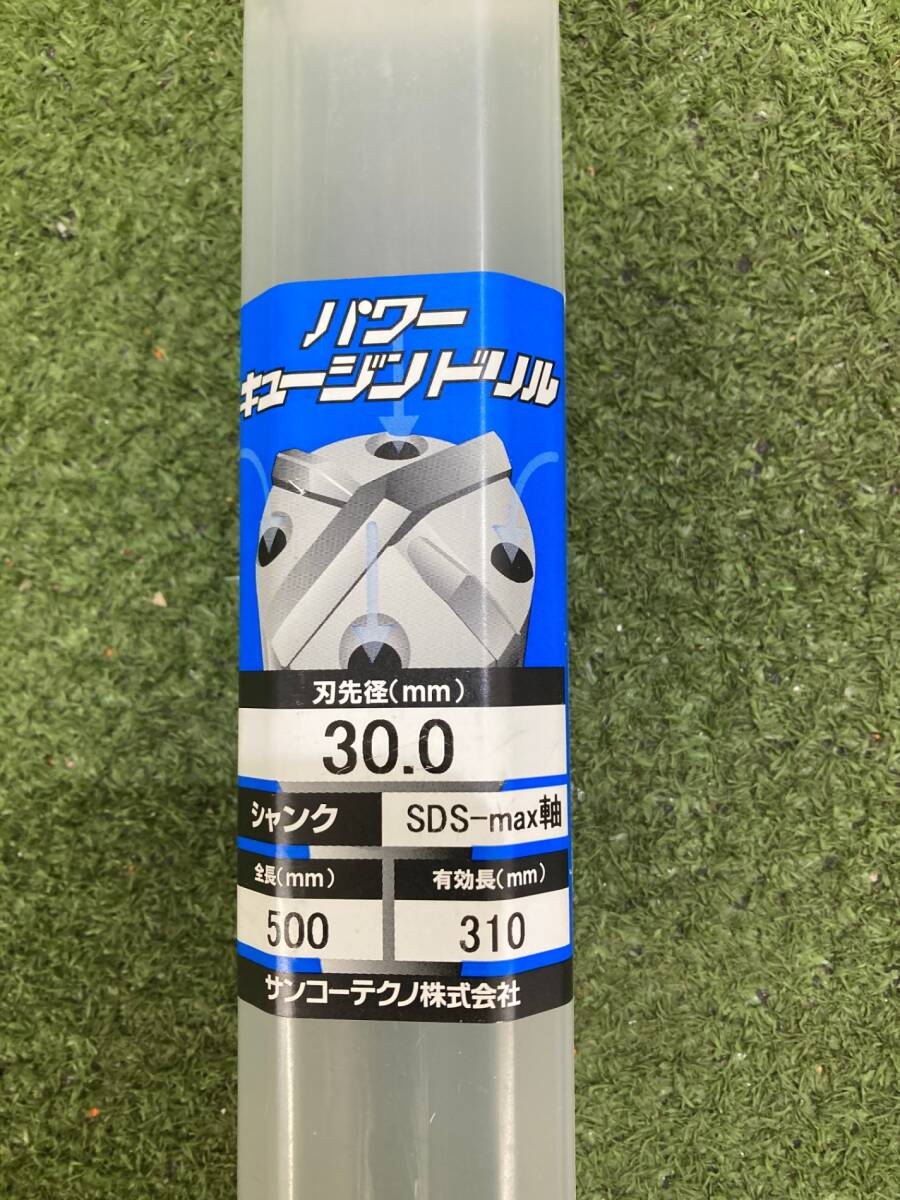 パワー
キュージンドリル
刃先径(mm)
30.0
シャンク SDS-max軸
全長(mm) 有効長(mm)
500 310
サンコーテクノ株式会社